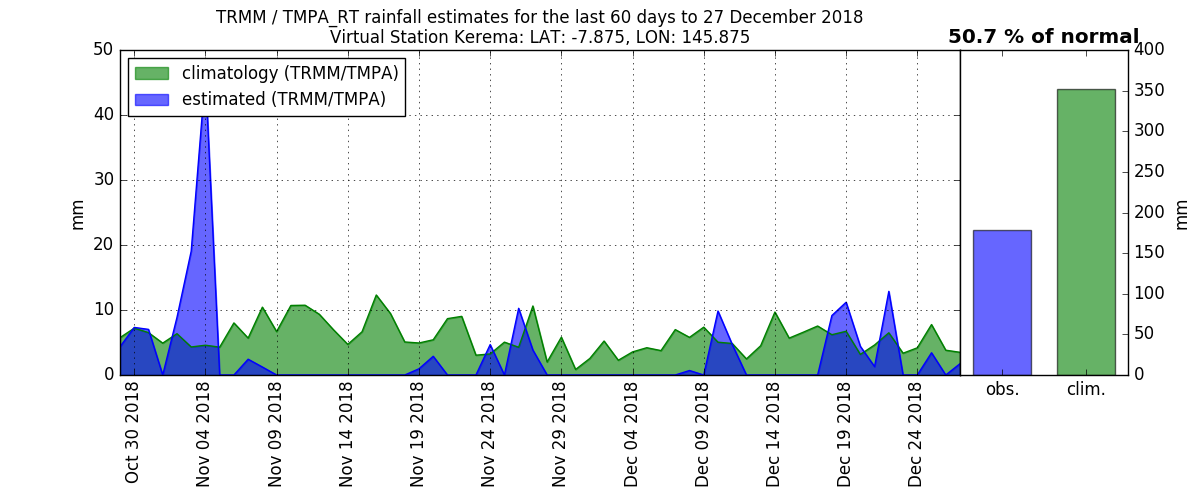 TRMM / TMPA_RT rainfall estimates for the last 60 days to 27 December 2018
Virtual Station Kerema: LAT: -7.875, LON: 145.875
50.7 % of normal
climatology (TRMM/TMPA)
estimated (TRMM/TMPA)
50
40
30
20
10
0
mm
Oct 30 2018
Nov 04 2018
Nov 09 2018
Nov 14 2018
Nov 19 2018
Nov 24 2018
Nov 29 2018
Dec 04 2018
Dec 09 2018
Dec 14 2018
Dec 19 2018
Dec 24 2018
obs.
clim.
400
350
300
250
200
150
100
50
0
mm